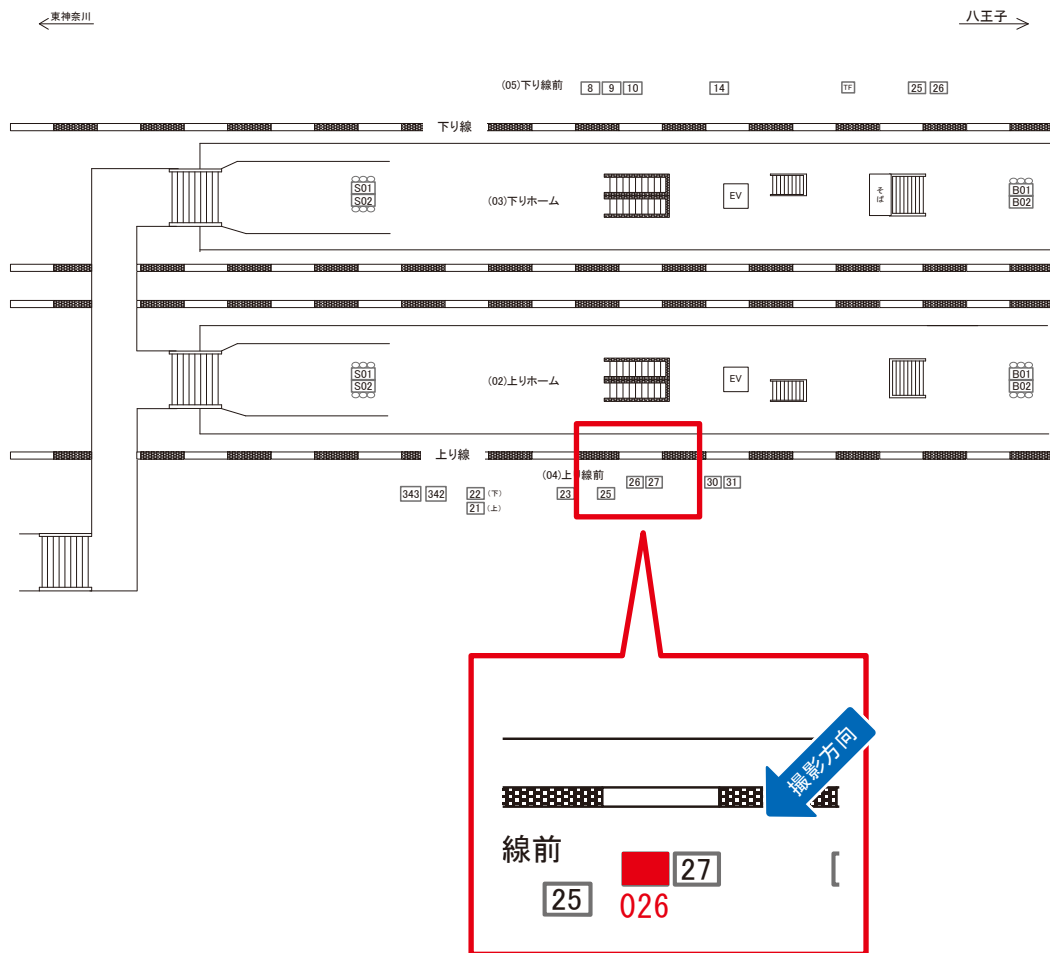 東神奈川
八王子
(05)下り線前
8 9 10
14
TF
25 26
下り線
S01
S02
(03)下りホーム
EV
そば
B01
B02
S01
S02
(02)上りホーム
EV
B01
B02
上り線
(04)上り線前
343 342
22 (下)
21 (上)
23
25
26 27
30 31
撮影方向
線前
27
25
026